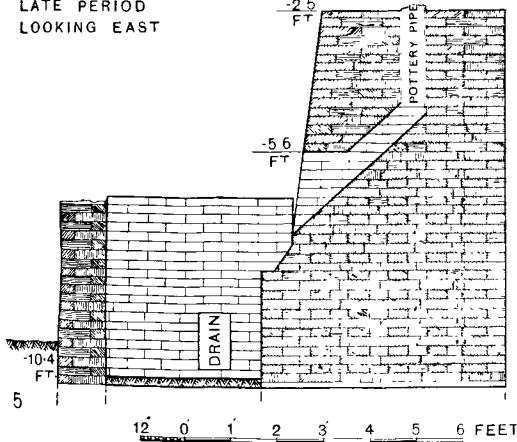 LATE PERIOD
LOOKING EAST
-2.5
FT
POTTERY PIPE
-5.6
FT
DRAIN
-10.4
FT.
5
12" 0' 1' 2 3 4 5 6 FEET